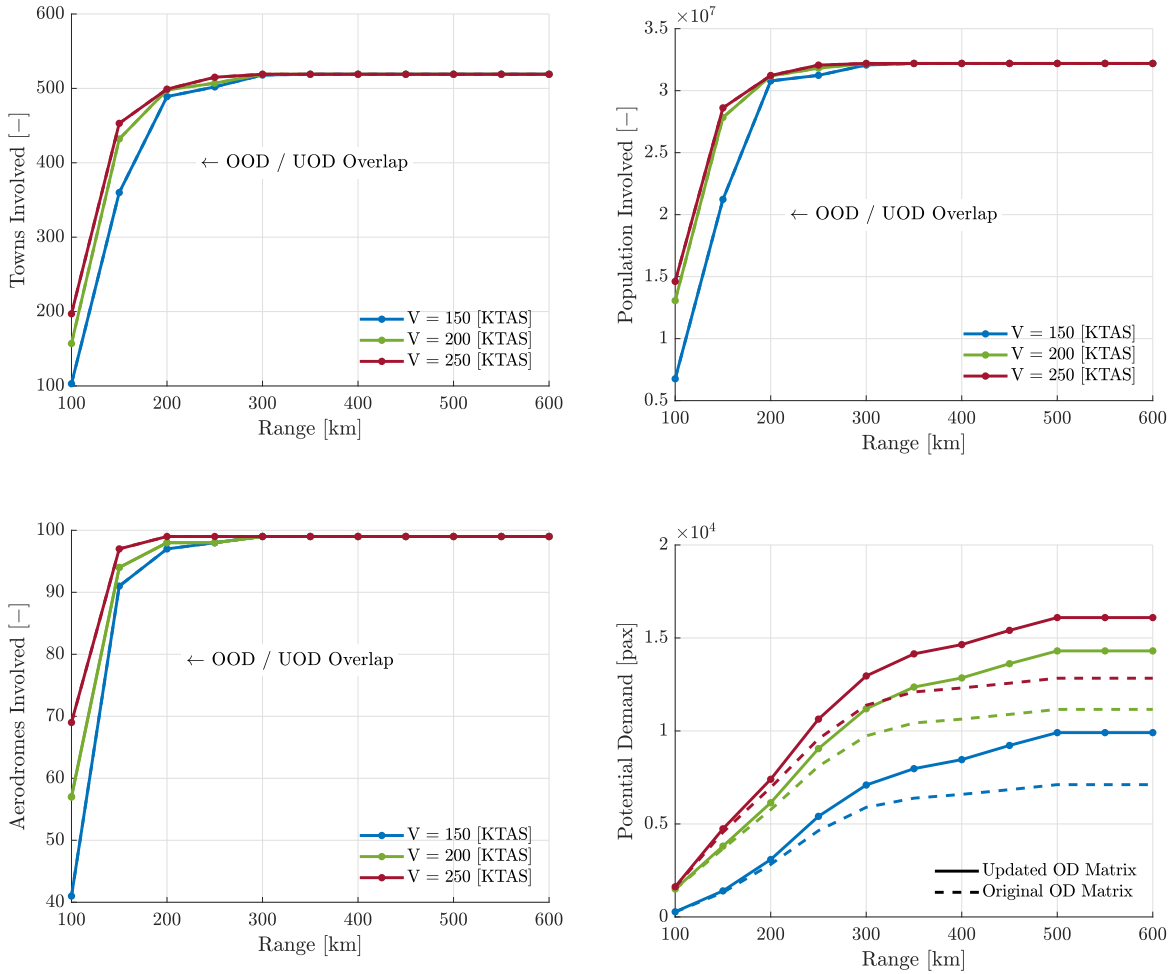 600
500
400
300
200
100
Towns Involved [−]
← OOD / UOD Overlap
V = 150 [KTAS]
V = 200 [KTAS]
V = 250 [KTAS]
100 200 300 400 500 600
Range [km]
×10⁷
3.5
3
2.5
2
1.5
1
0.5
Population Involved [−]
← OOD / UOD Overlap
V = 150 [KTAS]
V = 200 [KTAS]
V = 250 [KTAS]
100 200 300 400 500 600
Range [km]
100
90
80
70
60
50
40
Aerodromes Involved [−]
← OOD / UOD Overlap
V = 150 [KTAS]
V = 200 [KTAS]
V = 250 [KTAS]
100 200 300 400 500 600
Range [km]
×10⁴
2
1.5
1
0.5
0
Potential Demand [pax]
Updated OD Matrix
Original OD Matrix
100 200 300 400 500 600
Range [km]